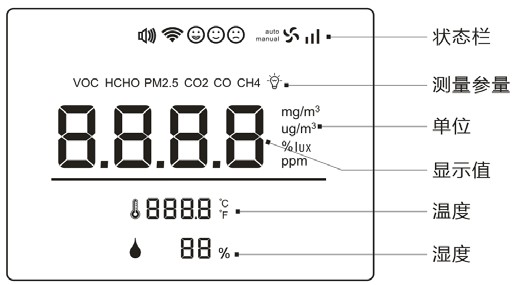 auto
manual
状态栏
VOC HCHO PM2.5 CO2 CO CH4
测量参量
8.8.8.8
mg/m³
ug/m³
%lux
ppm
单位
显示值
888.8 °C
°F
温度
88 %
湿度